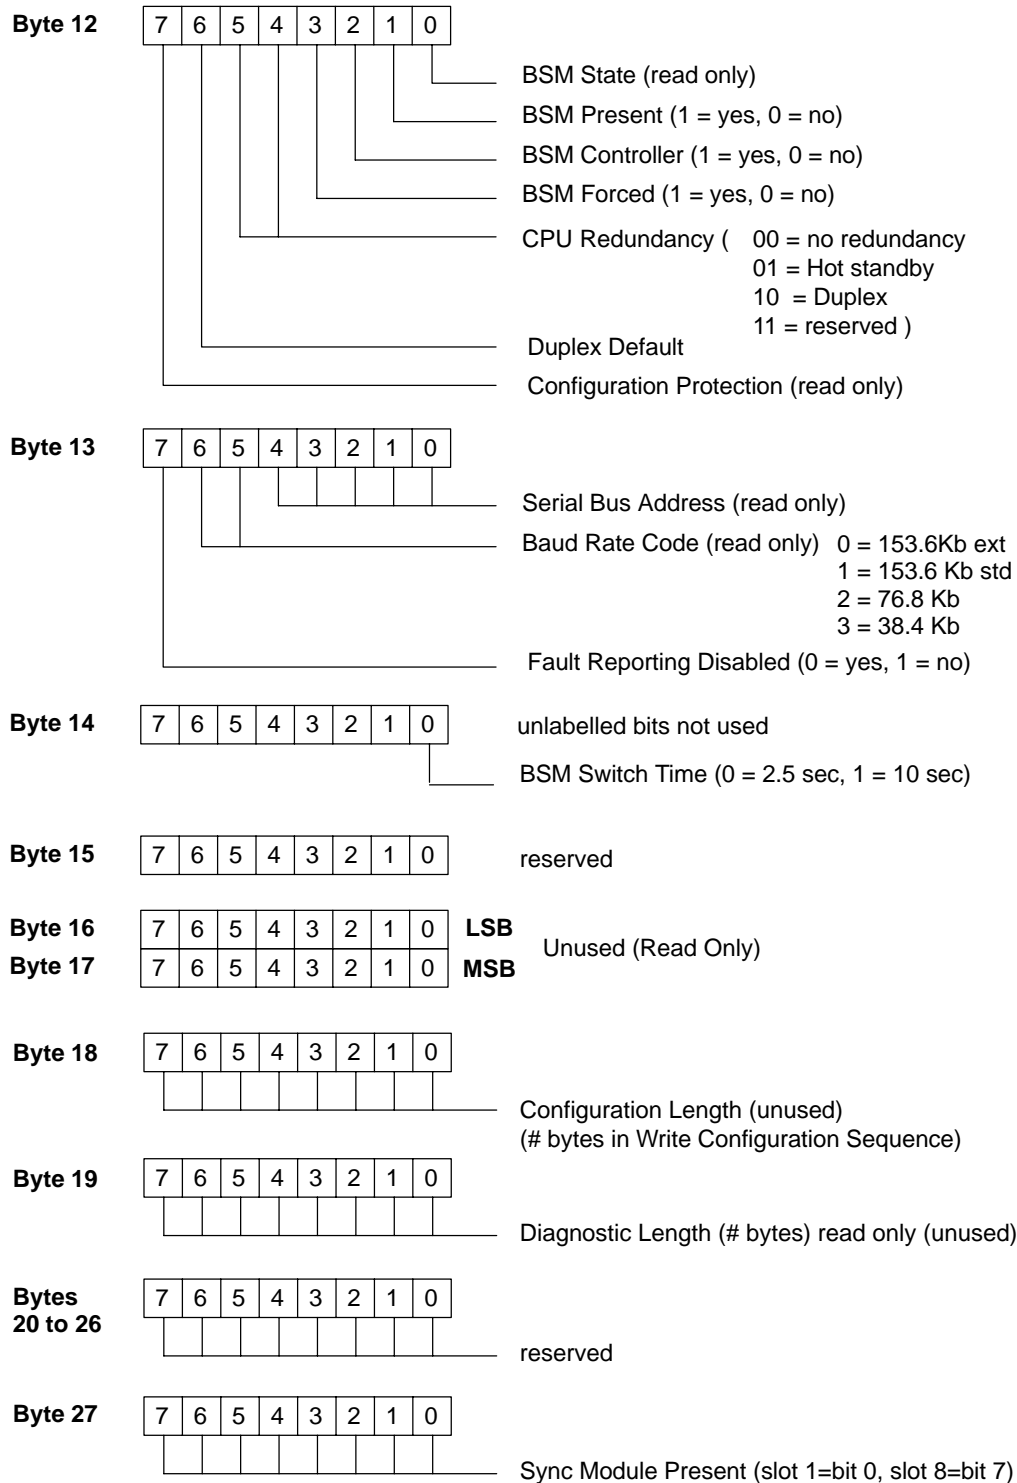 Byte 12 7 6 5 4 3 2 1 0
BSM State (read only)
BSM Present (1 = yes, 0 = no)
BSM Controller (1 = yes, 0 = no)
BSM Forced (1 = yes, 0 = no)
CPU Redundancy ( 00 = no redundancy
01 = Hot standby
10 = Duplex
11 = reserved )
Duplex Default
Configuration Protection (read only)
Byte 13 7 6 5 4 3 2 1 0
Serial Bus Address (read only)
Baud Rate Code (read only) 0 = 153.6Kb ext
1 = 153.6 Kb std
2 = 76.8 Kb
3 = 38.4 Kb
Fault Reporting Disabled (0 = yes, 1 = no)
Byte 14 7 6 5 4 3 2 1 0 unlabelled bits not used
BSM Switch Time (0 = 2.5 sec, 1 = 10 sec)
Byte 15 7 6 5 4 3 2 1 0 reserved
Byte 16 7 6 5 4 3 2 1 0 LSB
Unused (Read Only)
Byte 17 7 6 5 4 3 2 1 0 MSB
Byte 18 7 6 5 4 3 2 1 0
Configuration Length (unused)
(# bytes in Write Configuration Sequence)
Byte 19 7 6 5 4 3 2 1 0
Diagnostic Length (# bytes) read only (unused)
Bytes 7 6 5 4 3 2 1 0
20 to 26
reserved
Byte 27 7 6 5 4 3 2 1 0
Sync Module Present (slot 1=bit 0, slot 8=bit 7)